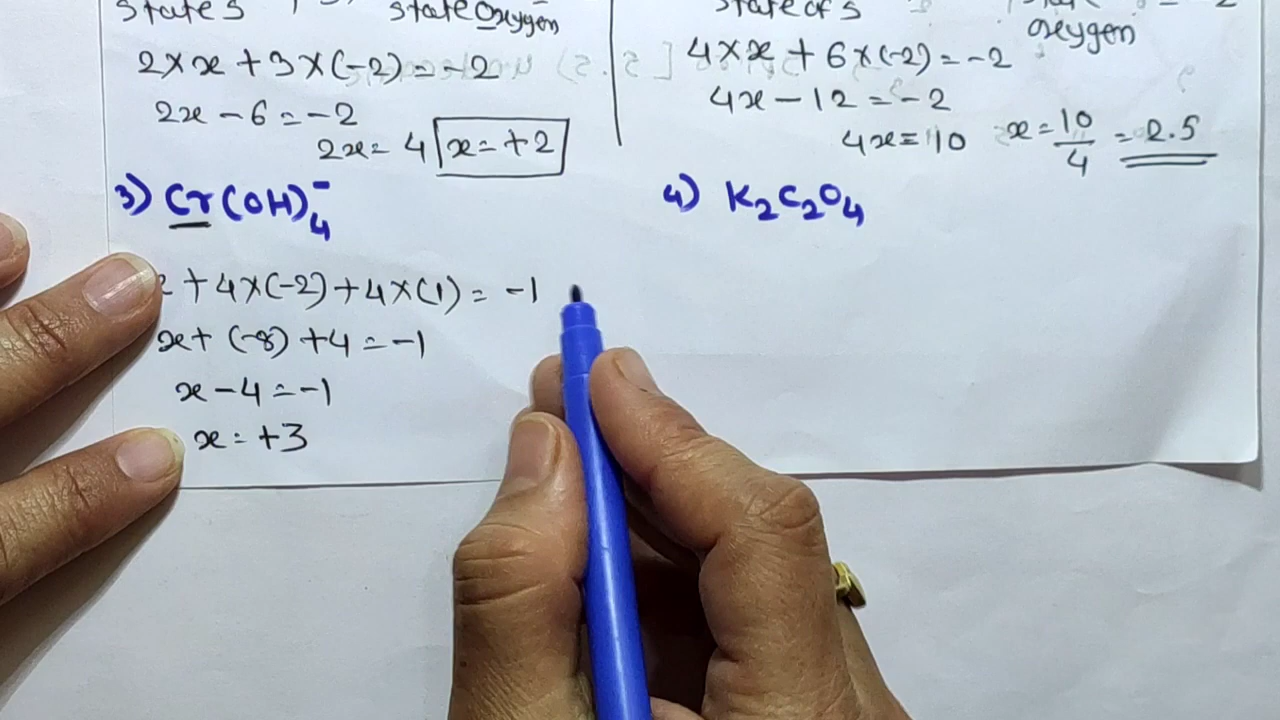 state Oxygen
2×x + 3×(-2) = -2
2x - 6 = -2
2x = 4 x = +2
state of S
oxygen
4×x + 6×(-2) = -2
4x - 12 = -2
4x = 10 x = 10/4 = 2.5
3) Cr(OH)₄⁻
+ 4×(-2) + 4×(1) = -1
x + (-8) + 4 = -1
x - 4 = -1
x = +3
4) K₂C₂O₄